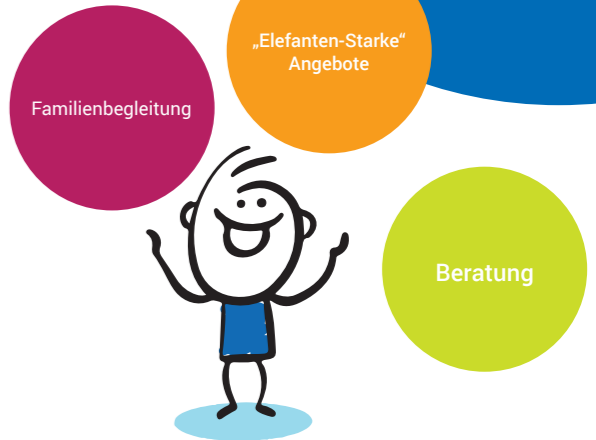 „Elefanten-Starke“
Angebote
Familienbegleitung
Beratung